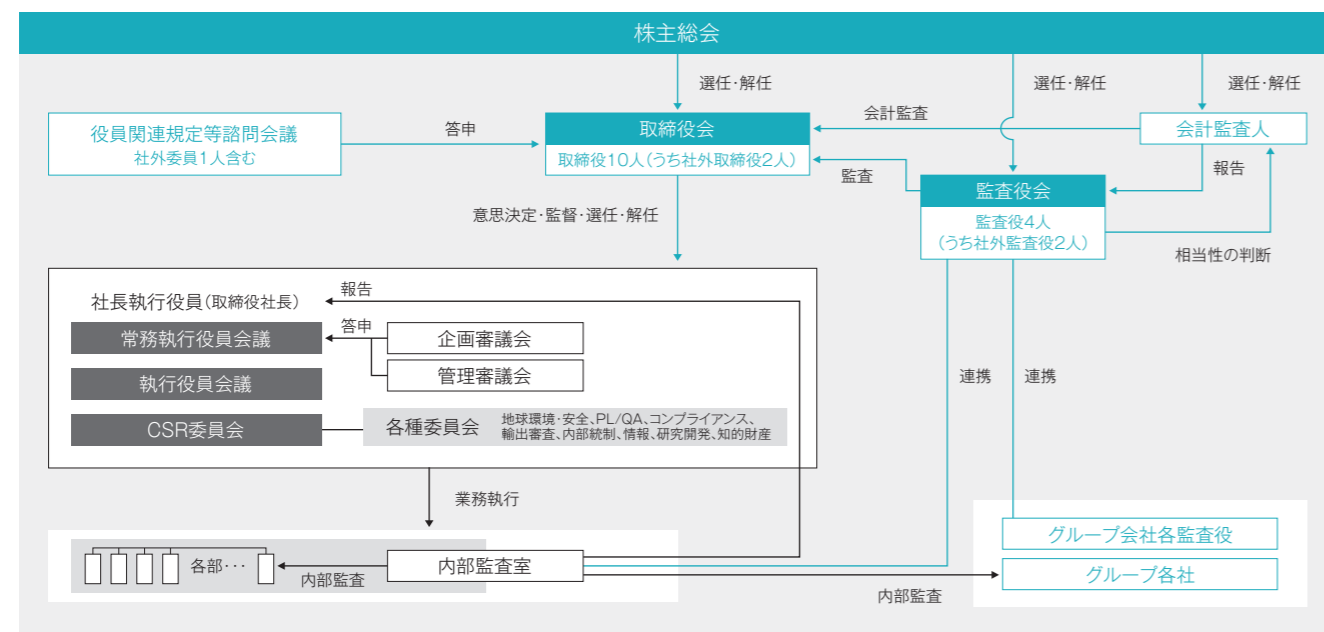 株主総会
選任・解任
選任・解任
選任・解任
役員関連規定等諮問会議
社外委員1人含む
答申
取締役会
取締役10人(うち社外取締役2人)
会計監査
会計監査人
監査
報告
監査役会
監査役4人
(うち社外監査役2人)
相当性の判断
意思決定・監督・選任・解任
社長執行役員(取締役社長)
報告
常務執行役員会議
答申
企画審議会
管理審議会
執行役員会議
CSR委員会
各種委員会
地球環境・安全、PL/QA、コンプライアンス、
輸出審査、内部統制、情報、研究開発、知的財産
連携
連携
業務執行
各部・・・
内部監査
内部監査室
内部監査
グループ会社各監査役
グループ各社